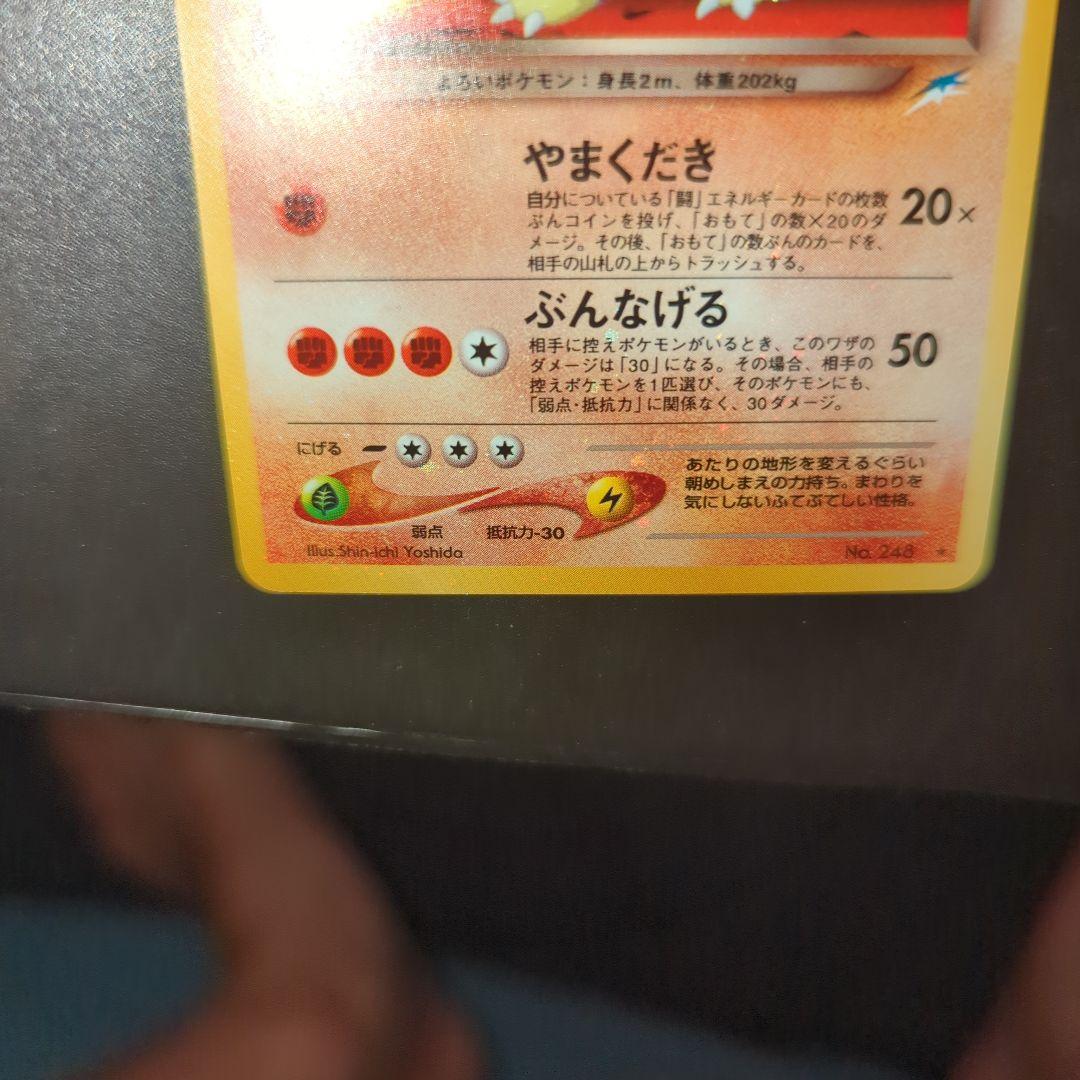 よろいポケモン：身長2m、体重202kg
やまくだき
自分についている「闘」エネルギーカードの枚数
ぶんコインを投げ、「おもて」の数×20のダ
メージ。その後、「おもて」の数ぶんのカードを、
相手の山札の上からトラッシュする。
20×
ぶんなげる
相手に控えポケモンがいるとき、このワザの
ダメージは「30」になる。その場合、相手の
控えポケモンを1匹選び、そのポケモンにも、
「弱点・抵抗力」に関係なく、30ダメージ。
50
にげる
弱点
抵抗力-30
あたりの地形を変えるぐらい
朝めしまえの力持ち。まわりを
気にしないふてぶてしい性格。
Illus.Shin-ichi Yoshida
No. 248 ★